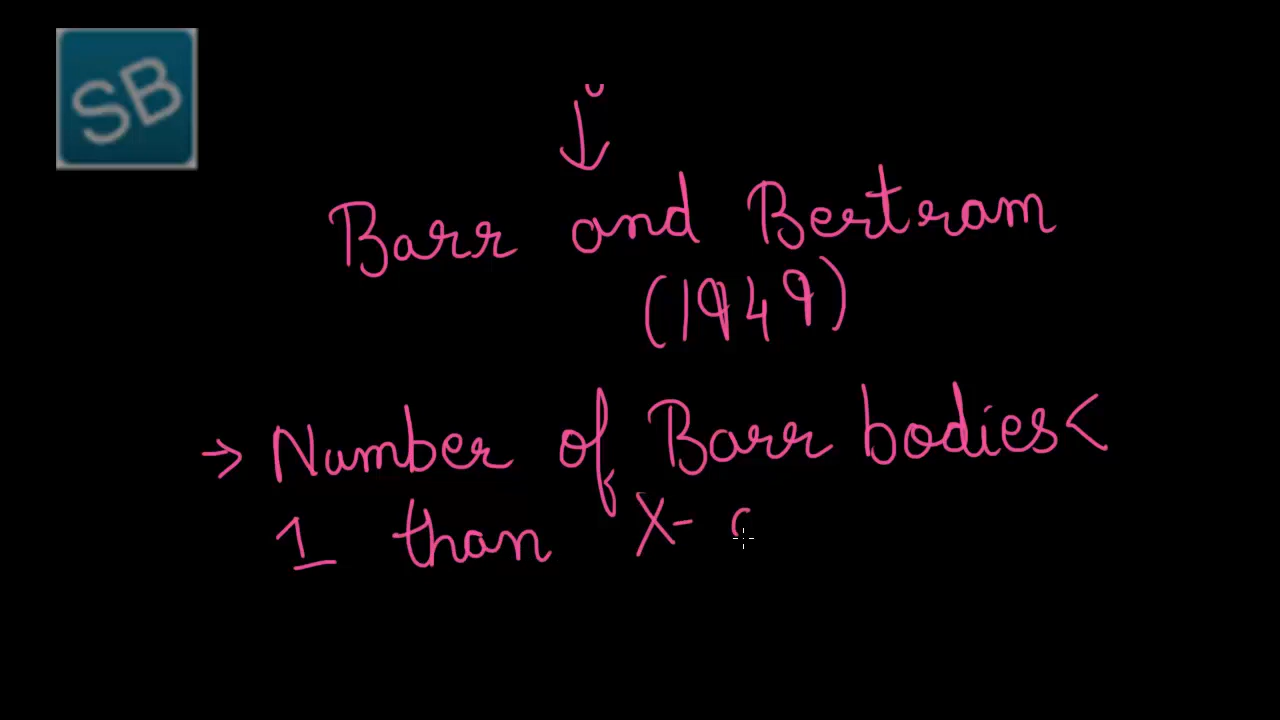 SB
Barr and Bertram
(1949)
→ Number of Barr bodies <
1 than X-